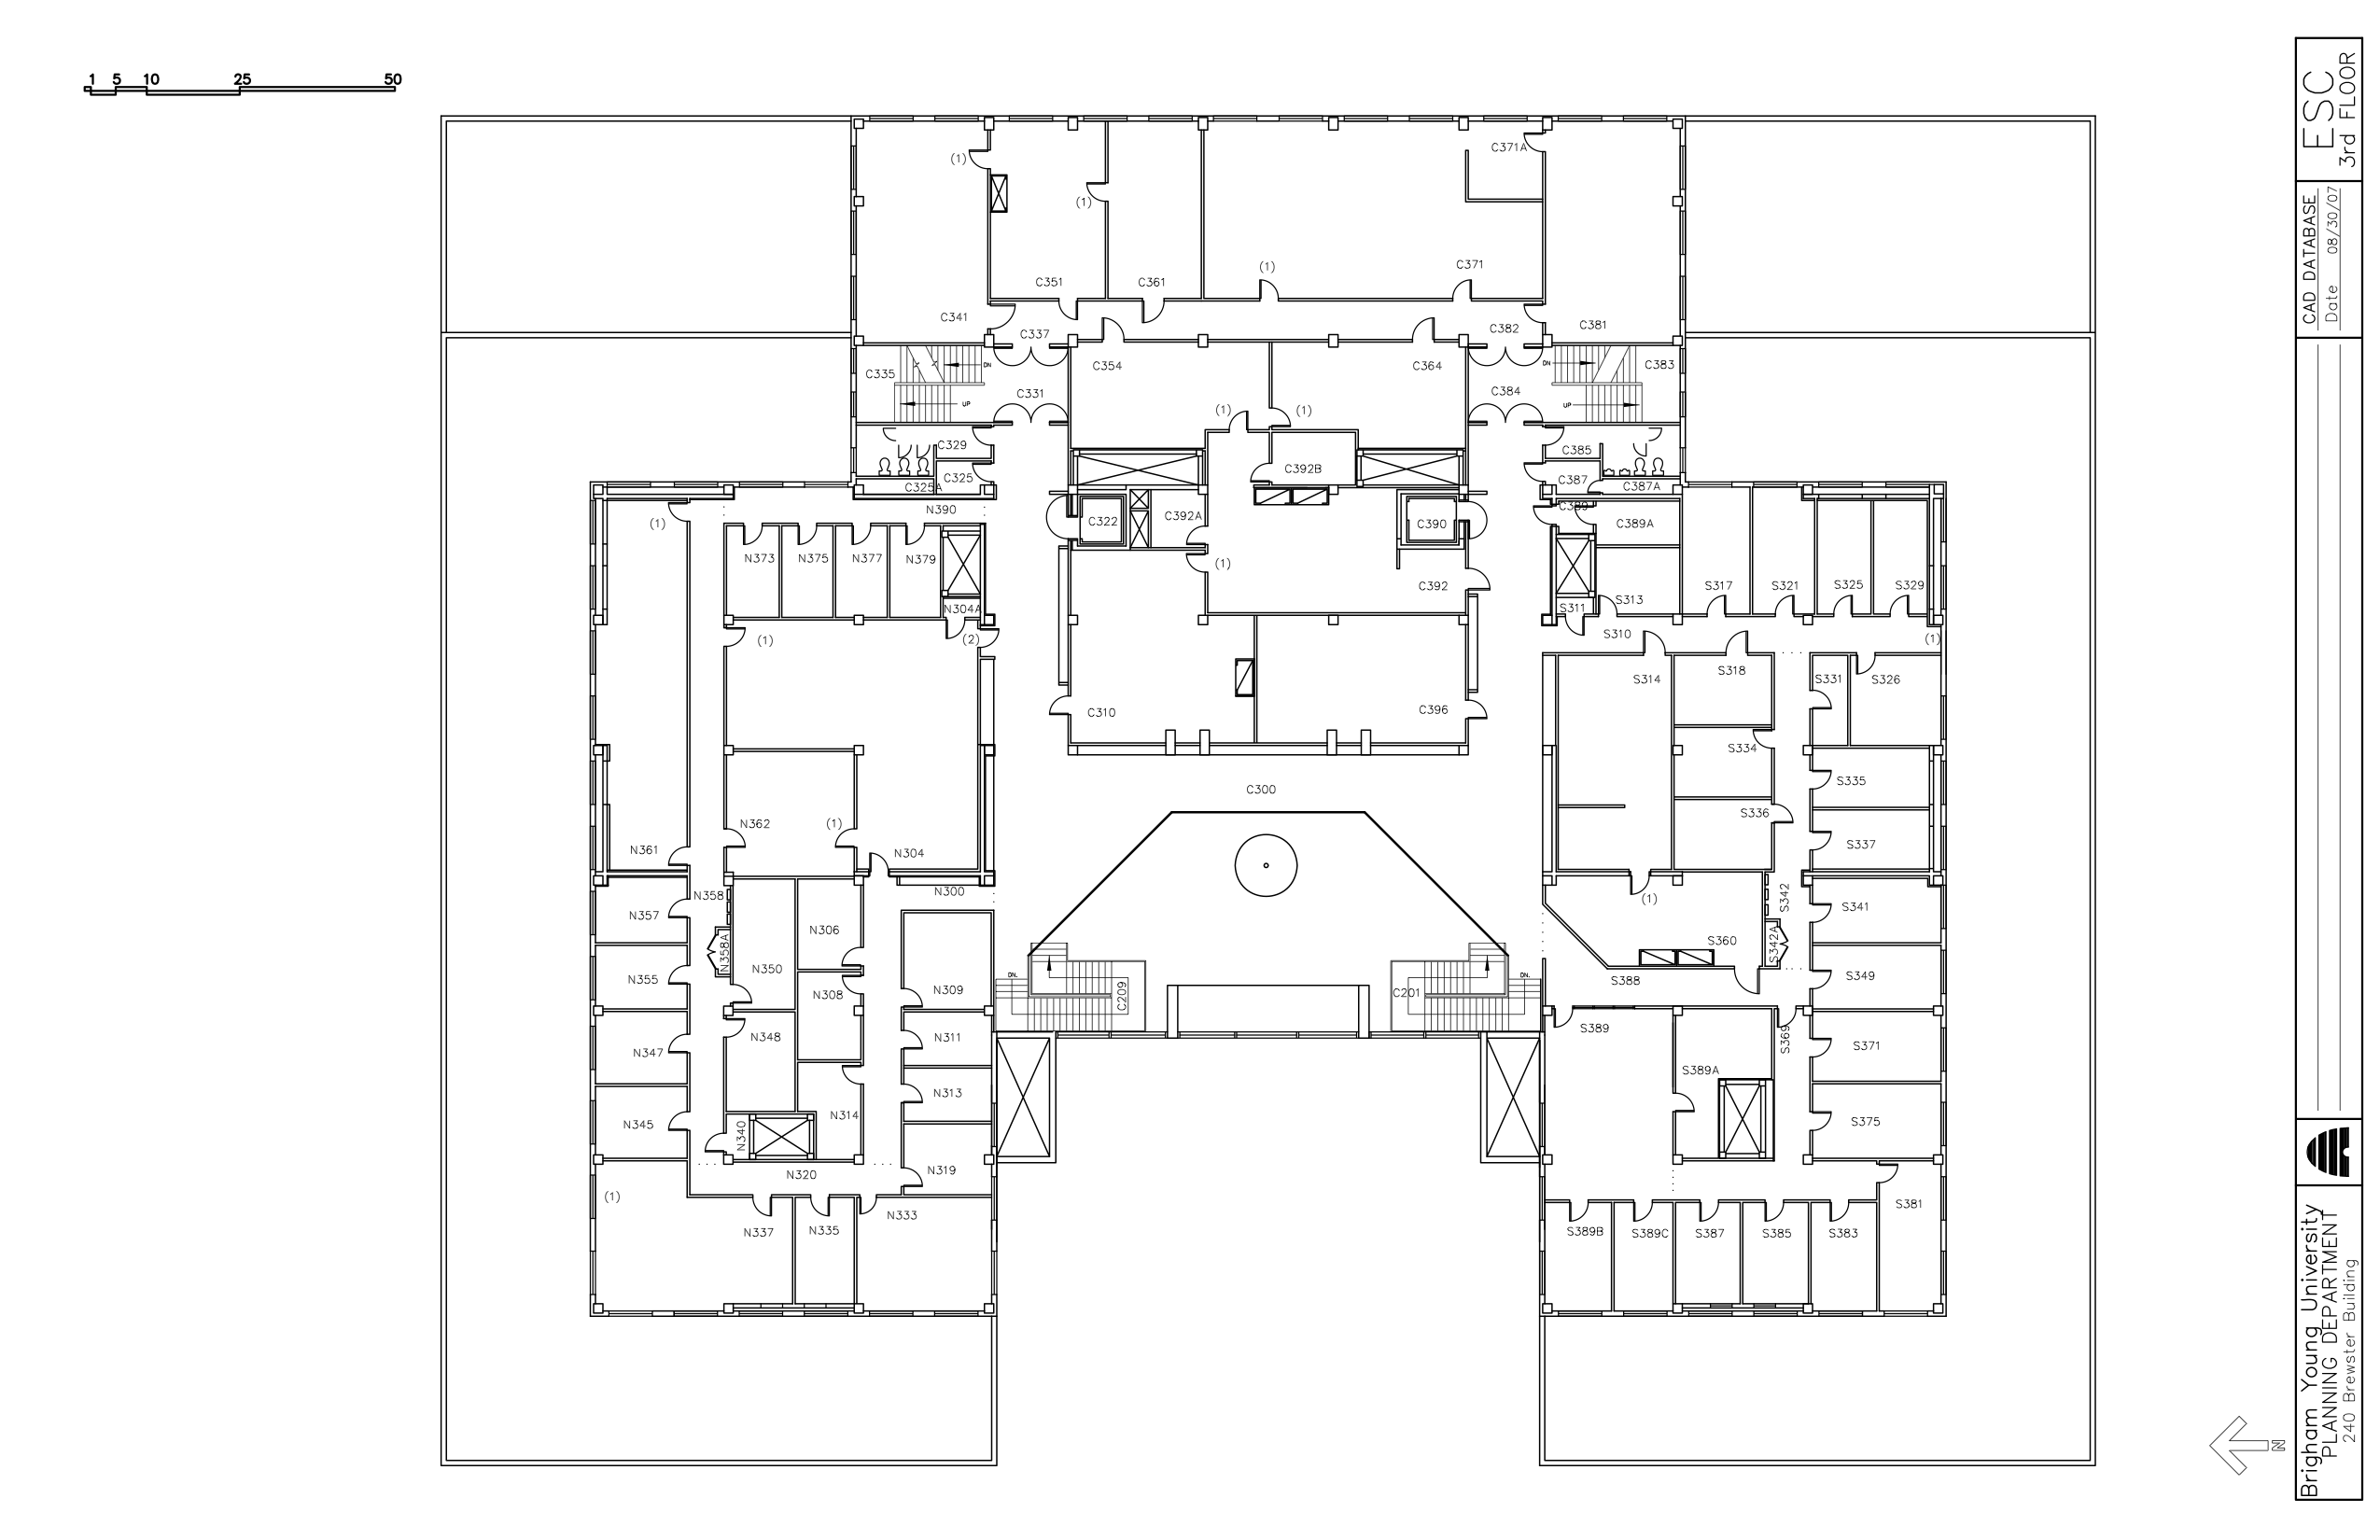 1 5 10 25 50
ESC
3rd FLOOR
CAD DATABASE
Date 08/30/07
Brigham Young University
PLANNING DEPARTMENT
240 Brewster Building
N
(1)
C371A
(1)
C351
C361
(1)
C371
C341
C337
C382
C381
C335
DN
C354
C364
DN
C383
UP
C331
(1)
(1)
C384
UP
C329
C385
C325
C392B
C387
C325A
C387A
(1)
N390
C322
C392A
C390
C389
C389A
N373
N375
N377
N379
(1)
C392
S317
S321
S325
S329
N304A
S311
S313
(1)
(2)
S310
(1)
S314
S318
S331
S326
C310
C396
S334
S335
C300
S336
N362
(1)
N361
N304
S337
N358
N300
(1)
S342
N357
N306
S341
N358A
S360
S342A
N355
N350
N308
N309
DN.
C209
C201
DN.
S388
S349
N348
N311
S389
S369
N347
S371
N313
S389A
N345
N340
N314
S375
N320
N319
(1)
N337
N335
N333
S381
S389B
S389C
S387
S385
S383